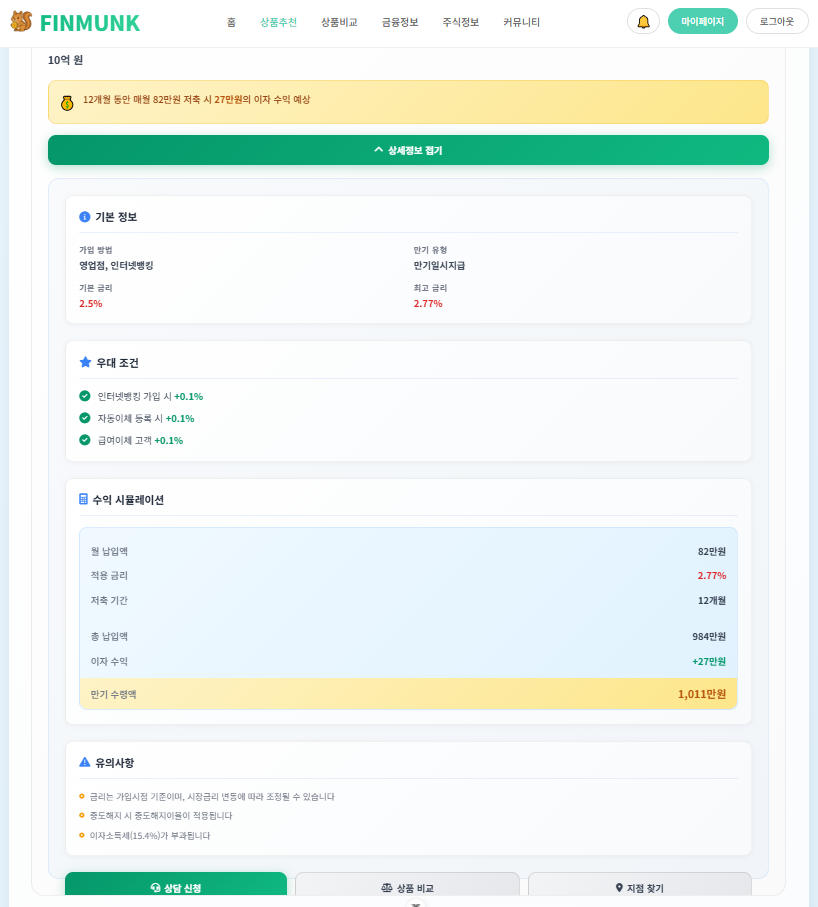 FINMUNK
홈 상품추천 상품비교 금융정보 주식정보 커뮤니티
마이페이지 로그아웃
10억 원
12개월 동안 매월 82만원 저축 시 27만원의 이자 수익 예상
상세정보 접기
기본 정보
가입 방법 만기 유형
영업점, 인터넷뱅킹 만기일시지급
기본 금리 최고 금리
2.5% 2.77%
우대 조건
인터넷뱅킹 가입 시 +0.1%
자동이체 등록 시 +0.1%
급여이체 고객 +0.1%
수익 시뮬레이션
월 납입액 82만원
적용 금리 2.77%
저축 기간 12개월
총 납입액 984만원
이자 수익 +27만원
만기 수령액 1,011만원
유의사항
금리는 가입시점 기준이며, 시장금리 변동에 따라 조정될 수 있습니다
중도해지 시 중도해지이율이 적용됩니다
이자소득세(15.4%)가 부과됩니다
상담 신청 상품 비교 지점 찾기